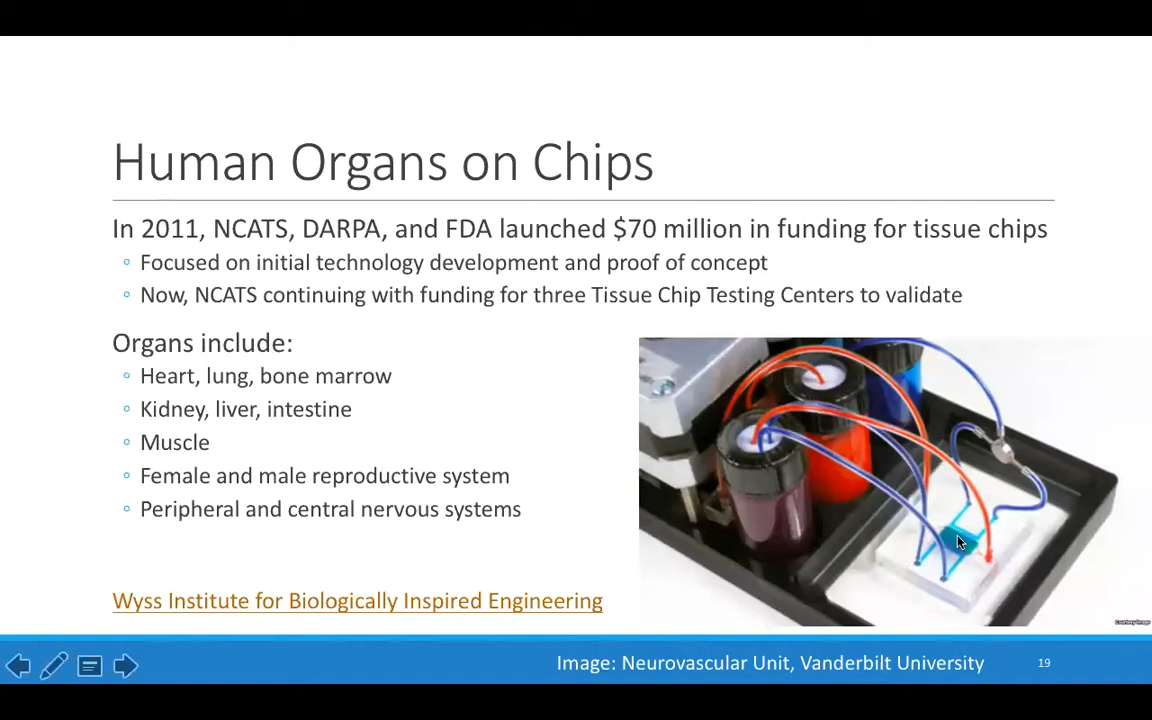 Human Organs on Chips
In 2011, NCATS, DARPA, and FDA launched $70 million in funding for tissue chips
◦ Focused on initial technology development and proof of concept
◦ Now, NCATS continuing with funding for three Tissue Chip Testing Centers to validate
Organs include:
◦ Heart, lung, bone marrow
◦ Kidney, liver, intestine
◦ Muscle
◦ Female and male reproductive system
◦ Peripheral and central nervous systems
Wyss Institute for Biologically Inspired Engineering
Courtesy Image
Image: Neurovascular Unit, Vanderbilt University
19